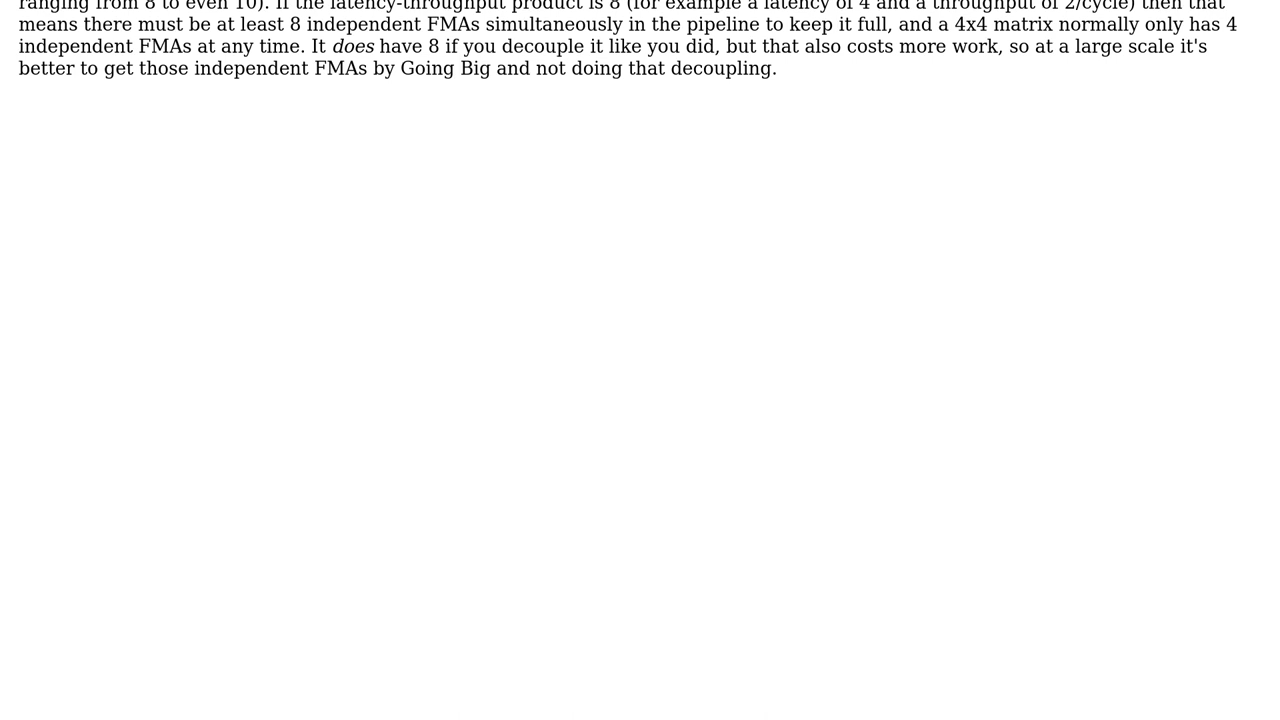 ranging from 8 to even 10). If the latency-throughput product is 8 (for example a latency of 4 and a throughput of 2/cycle) then that
means there must be at least 8 independent FMAs simultaneously in the pipeline to keep it full, and a 4x4 matrix normally only has 4
independent FMAs at any time. It does have 8 if you decouple it like you did, but that also costs more work, so at a large scale it's
better to get those independent FMAs by Going Big and not doing that decoupling.